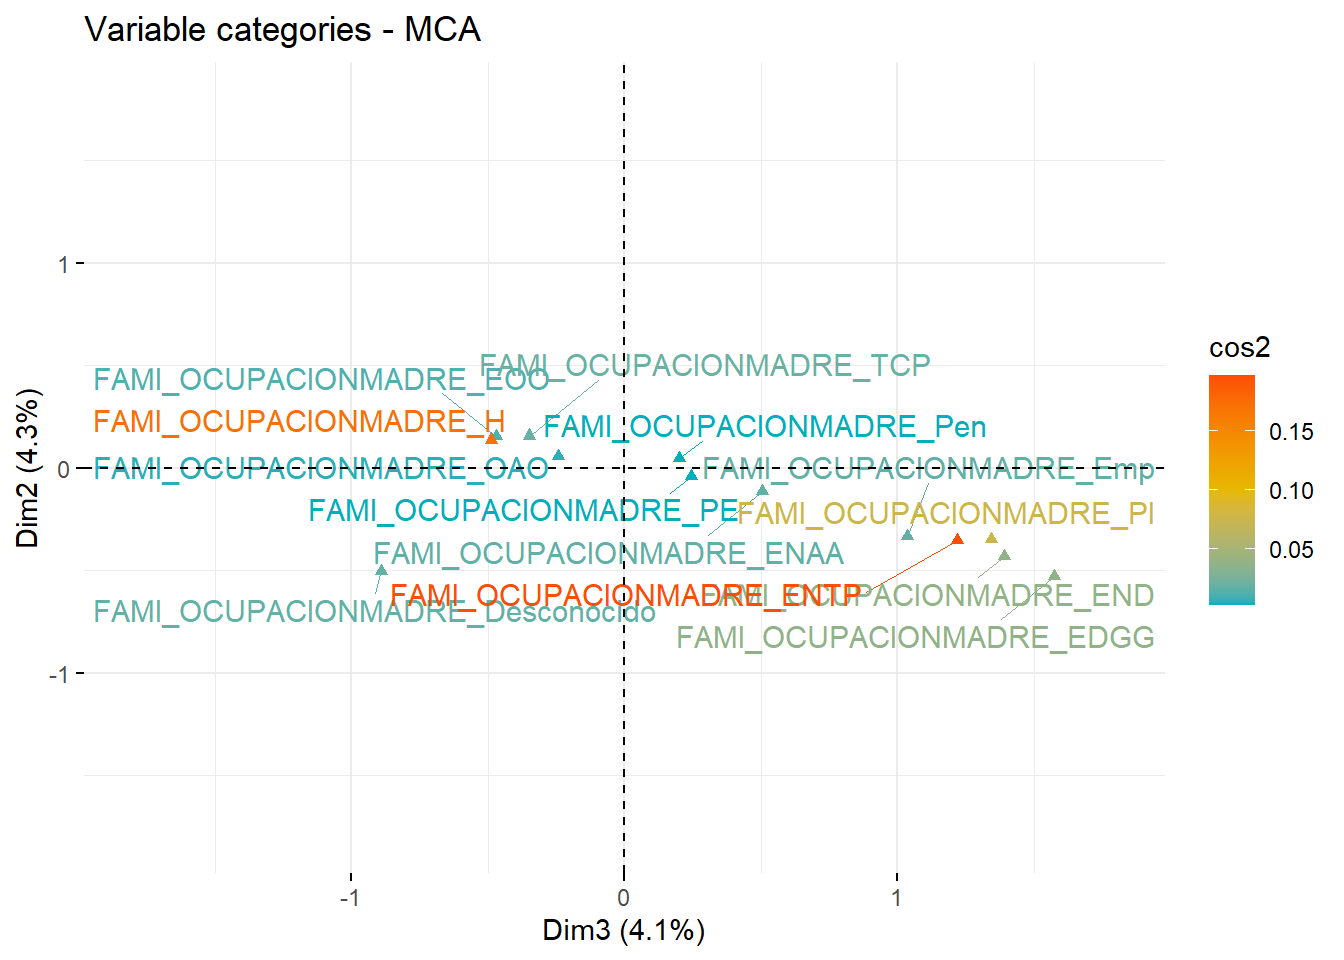 Variable categories - MCA
FAMI_OCUPACIONMADRE_TCP
FAMI_OCUPACIONMADRE_EOO
FAMI_OCUPACIONMADRE_H
FAMI_OCUPACIONMADRE_Pen
FAMI_OCUPACIONMADRE_OAO
FAMI_OCUPACIONMADRE_Emp
FAMI_OCUPACIONMADRE_PE
FAMI_OCUPACIONMADRE_PI
FAMI_OCUPACIONMADRE_ENAA
FAMI_OCUPACIONMADRE_ENTP
FAMI_OCUPACIONMADRE_END
FAMI_OCUPACIONMADRE_Desconocido
FAMI_OCUPACIONMADRE_EDGG
1
0
-1
Dim2 (4.3%)
-1
0
1
Dim3 (4.1%)
cos2
0.15
0.10
0.05